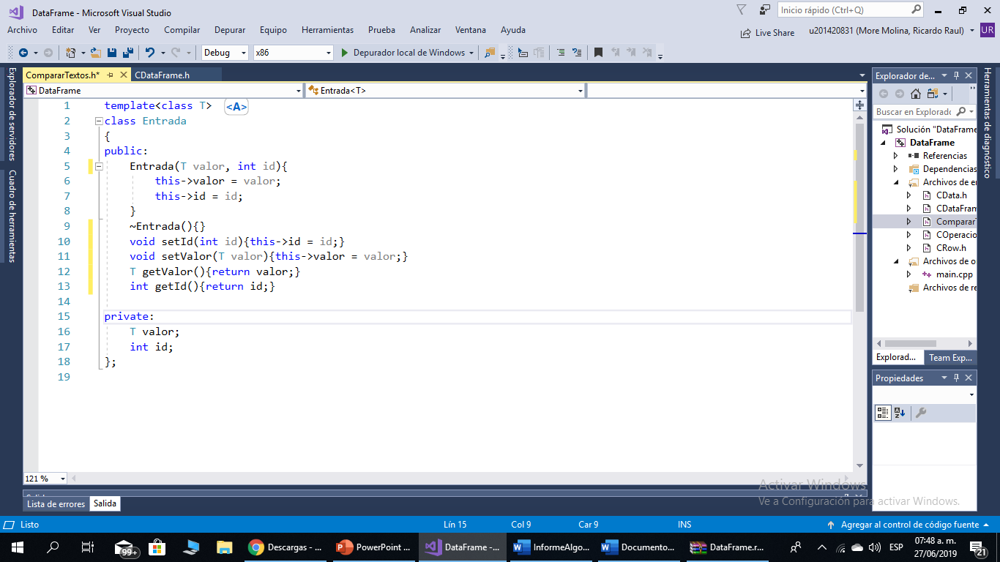 DataFrame - Microsoft Visual Studio
Inicio rápido (Ctrl+Q)
Archivo Editar Ver Proyecto Compilar Depurar Equipo Herramientas Prueba Analizar Ventana Ayuda
Live Share u201420831 (More Molina, Ricardo Raul) UR
Debug x86 Depurador local de Windows
Explorador de servidores
Cuadro de herramientas
CompararTextos.h* CDataFrame.h
DataFrame Entrada<T>
1 template<class T> <A>
2 class Entrada
3 {
4 public:
5 Entrada(T valor, int id){
6 this->valor = valor;
7 this->id = id;
8 }
9 ~Entrada(){}
10 void setId(int id){this->id = id;}
11 void setValor(T valor){this->valor = valor;}
12 T getValor(){return valor;}
13 int getId(){return id;}
14
15 private:
16 T valor;
17 int id;
18 };
19
121 %
Explorador de...
Buscar en Explorado
Solución "DataFrame
DataFrame
Referencias
Dependencias
Archivos de e
CData.h
CDataFram
Comparar
COperacio
CRow.h
Archivos de o
main.cpp
Archivos de re
Explorad... Team Exp...
Propiedades
Herramientas de diagnóstico
Lista de errores Salida
Activar Windows
Ve a Configuración para activar Windows.
Listo Lín 15 Col 9 Car 9 INS Agregar al control de código fuente
99+ Descargas - ... PowerPoint ... DataFrame -... InformeAlgo... Documento... DataFrame.r... ESP 07:48 a. m.
27/06/2019 21